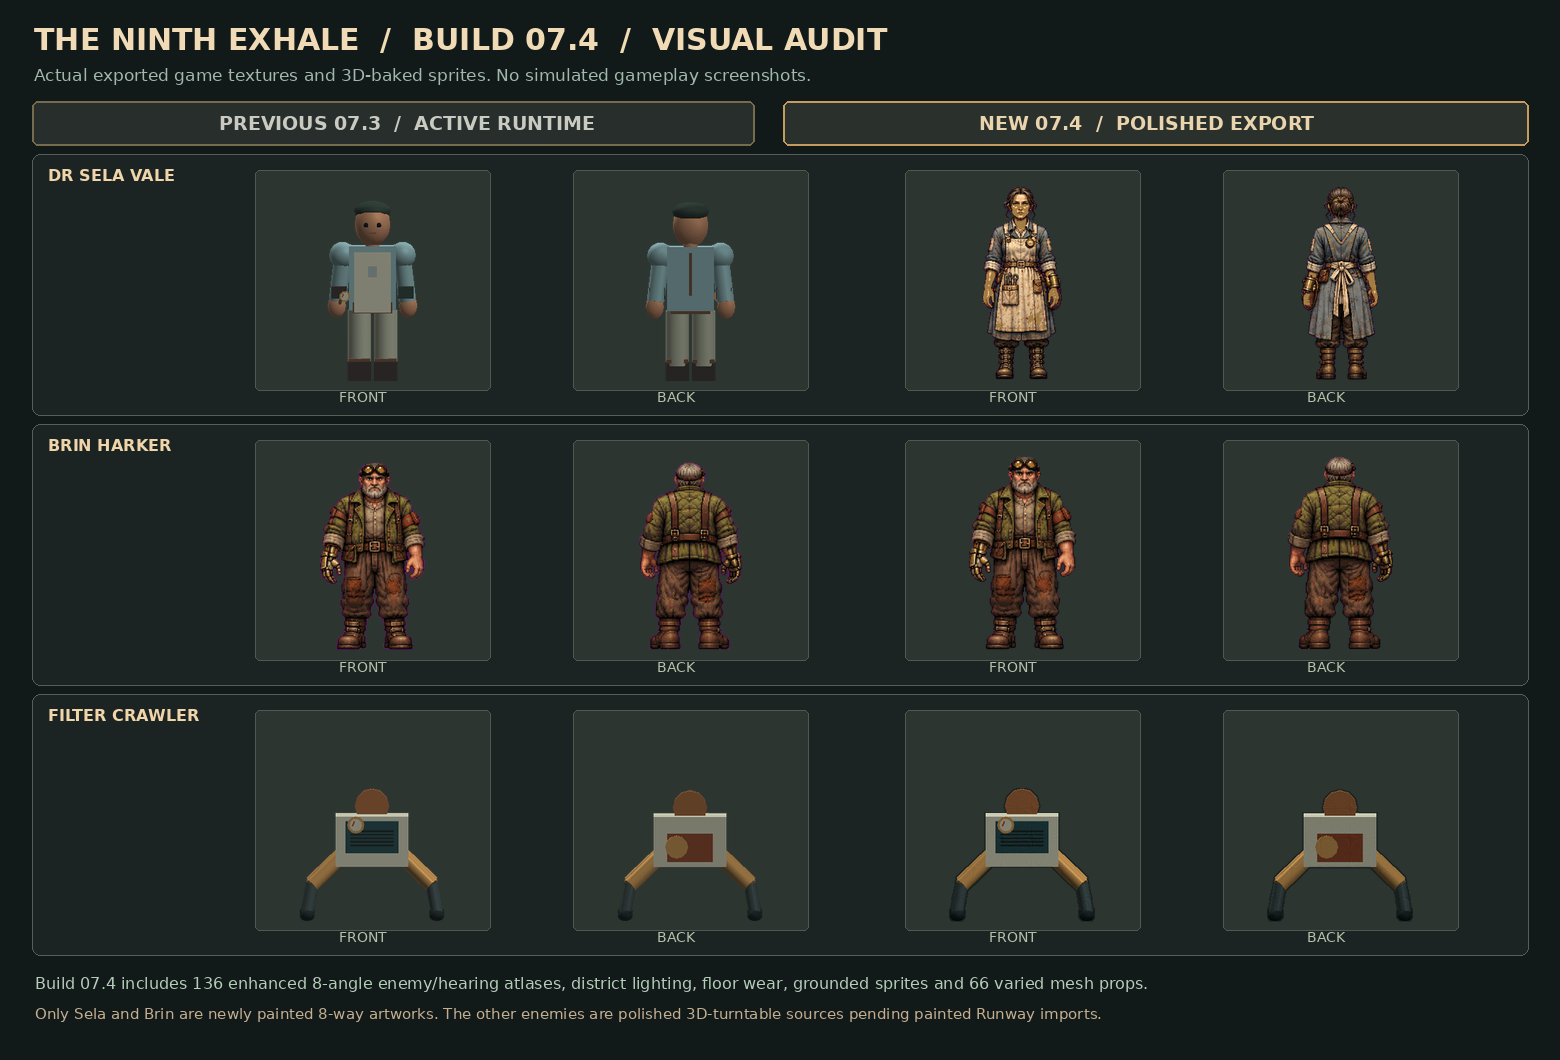 THE NINTH EXHALE / BUILD 07.4 / VISUAL AUDIT
Actual exported game textures and 3D-baked sprites. No simulated gameplay screenshots.
PREVIOUS 07.3 / ACTIVE RUNTIME
NEW 07.4 / POLISHED EXPORT
DR SELA VALE
FRONT
BACK
FRONT
BACK
BRIN HARKER
FRONT
BACK
FRONT
BACK
FILTER CRAWLER
FRONT
BACK
FRONT
BACK
Build 07.4 includes 136 enhanced 8-angle enemy/hearing atlases, district lighting, floor wear, grounded sprites and 66 varied mesh props.
Only Sela and Brin are newly painted 8-way artworks. The other enemies are polished 3D-turntable sources pending painted Runway imports.